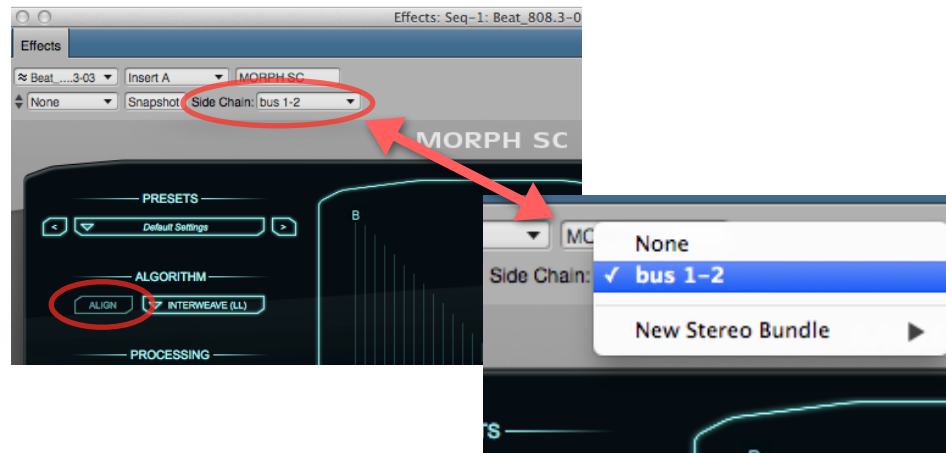 Effects: Seq-1: Beat_808.3-0
Effects
≈ Beat_....3-03 Insert A MORPH SC
None Snapshot Side Chain: bus 1-2
MORPH SC
PRESETS
< Default Settings >
B
ALGORITHM
ALIGN INTERWEAVE (LL)
PROCESSING
MO
None
Side Chain: ✓ bus 1-2
New Stereo Bundle
TS